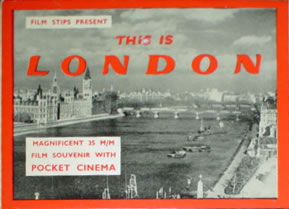 FILM STIPS PRESENT
THIS IS
LONDON
MAGNIFICENT 35 M/M
FILM SOUVENIR WITH
POCKET CINEMA